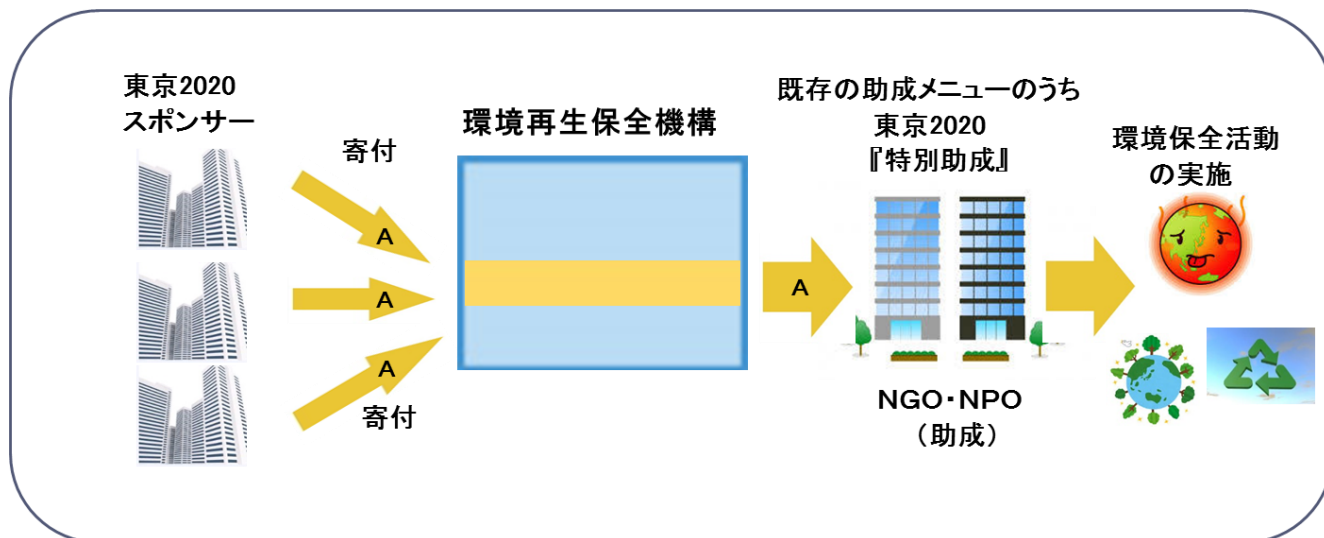 東京2020
スポンサー
寄付
A
A
A
寄付
環境再生保全機構
A
既存の助成メニューのうち
東京2020
『特別助成』
NGO・NPO
（助成）
環境保全活動
の実施